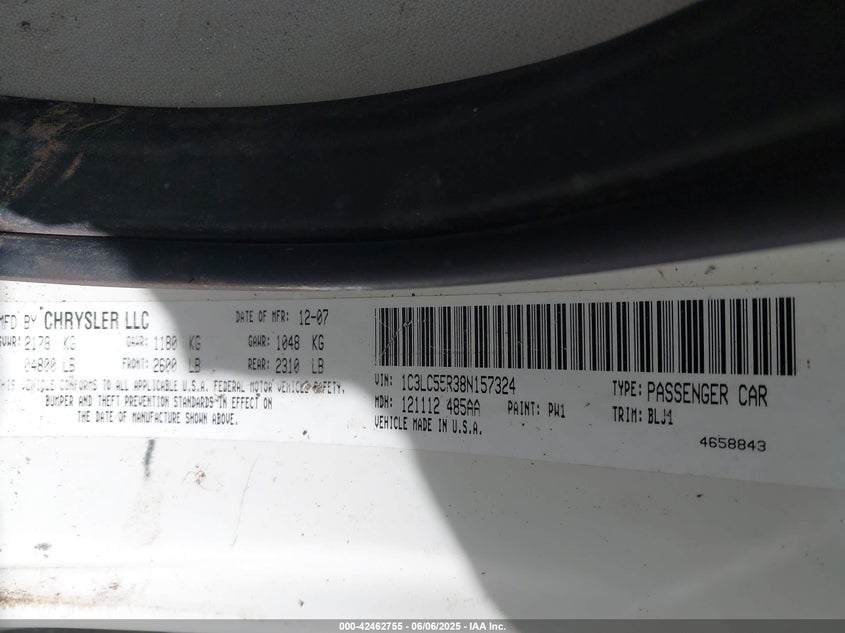 MFD BY CHRYSLER LLC DATE OF MFR: 12-07
GVWR: 2178 KG GAWR: 1180 KG GAWR: 1048 KG
04800 LB FRONT: 2600 LB REAR: 2310 LB
THIS VEHICLE CONFORMS TO ALL APPLICABLE U.S.A. FEDERAL MOTOR VEHICLE SAFETY,
BUMPER AND THEFT PREVENTION STANDARDS IN EFFECT ON
THE DATE OF MANUFACTURE SHOWN ABOVE.
VIN: 1C3LC55R38N157324 TYPE: PASSENGER CAR
MDH: 121112 485AA PAINT: PW1 TRIM: BLJ1
VEHICLE MADE IN U.S.A.
4658843
000-42462755 - 06/06/2025 - IAA Inc.